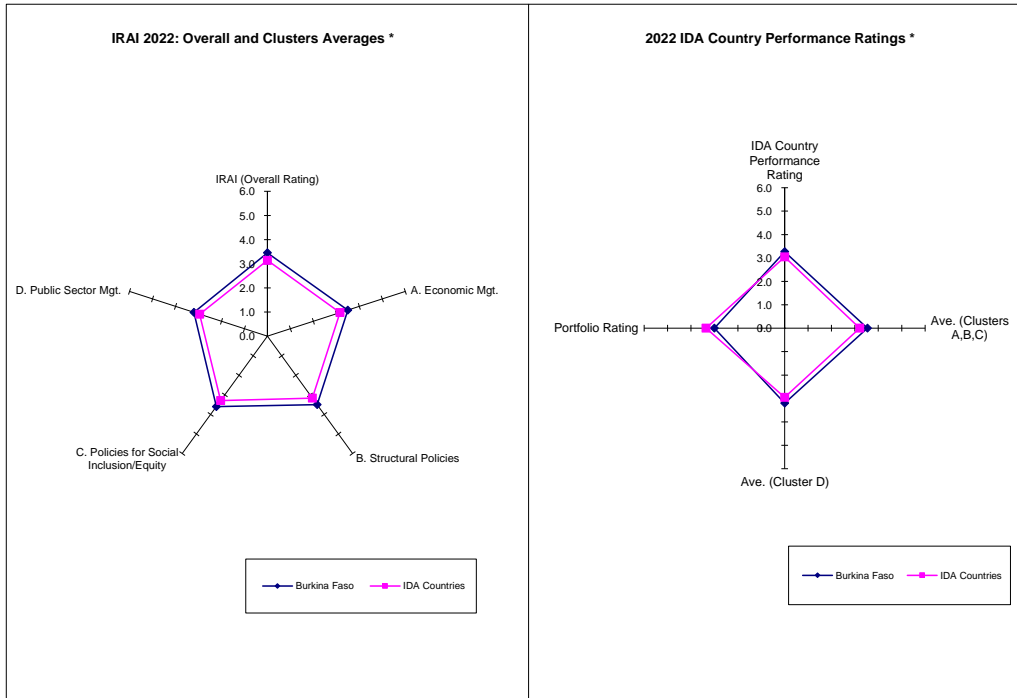 IRAI 2022: Overall and Clusters Averages *
IRAI (Overall Rating)
6.0
5.0
4.0
3.0
2.0
1.0
0.0
A. Economic Mgt.
B. Structural Policies
C. Policies for Social
Inclusion/Equity
D. Public Sector Mgt.
Burkina Faso
IDA Countries
2022 IDA Country Performance Ratings *
IDA Country
Performance
Rating
6.0
5.0
4.0
3.0
2.0
1.0
0.0
Ave. (Clusters
A,B,C)
Ave. (Cluster D)
Portfolio Rating
Burkina Faso
IDA Countries